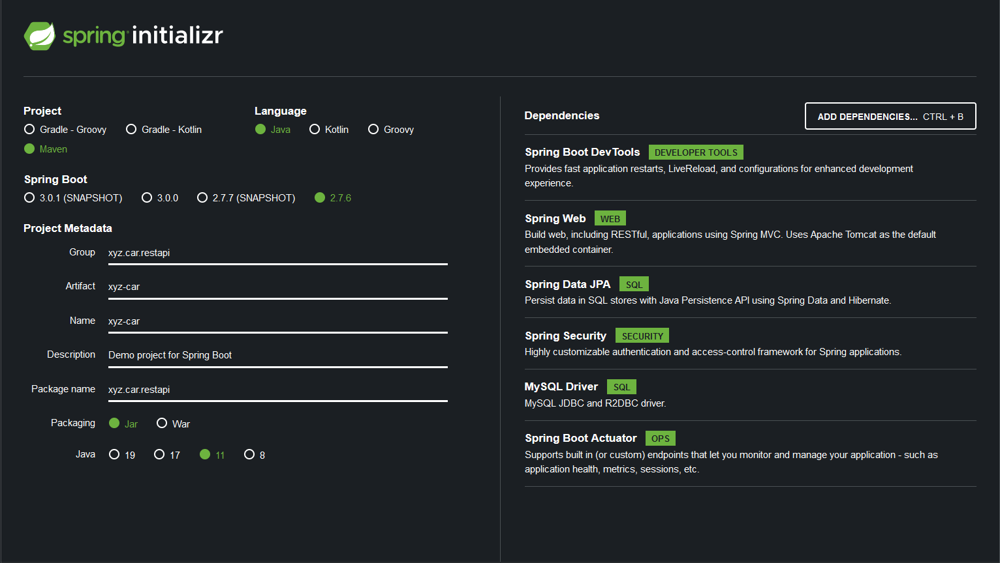 spring initializr
Project
Gradle - Groovy
Gradle - Kotlin
Maven
Language
Java
Kotlin
Groovy
Spring Boot
3.0.1 (SNAPSHOT)
3.0.0
2.7.7 (SNAPSHOT)
2.7.6
Project Metadata
Group
xyz.car.restapi
Artifact
xyz-car
Name
xyz-car
Description
Demo project for Spring Boot
Package name
xyz.car.restapi
Packaging
Jar
War
Java
19
17
11
8
Dependencies
ADD DEPENDENCIES... CTRL + B
Spring Boot DevTools DEVELOPER TOOLS
Provides fast application restarts, LiveReload, and configurations for enhanced development
experience.
Spring Web WEB
Build web, including RESTful, applications using Spring MVC. Uses Apache Tomcat as the default
embedded container.
Spring Data JPA SQL
Persist data in SQL stores with Java Persistence API using Spring Data and Hibernate.
Spring Security SECURITY
Highly customizable authentication and access-control framework for Spring applications.
MySQL Driver SQL
MySQL JDBC and R2DBC driver.
Spring Boot Actuator OPS
Supports built in (or custom) endpoints that let you monitor and manage your application - such as
application health, metrics, sessions, etc.